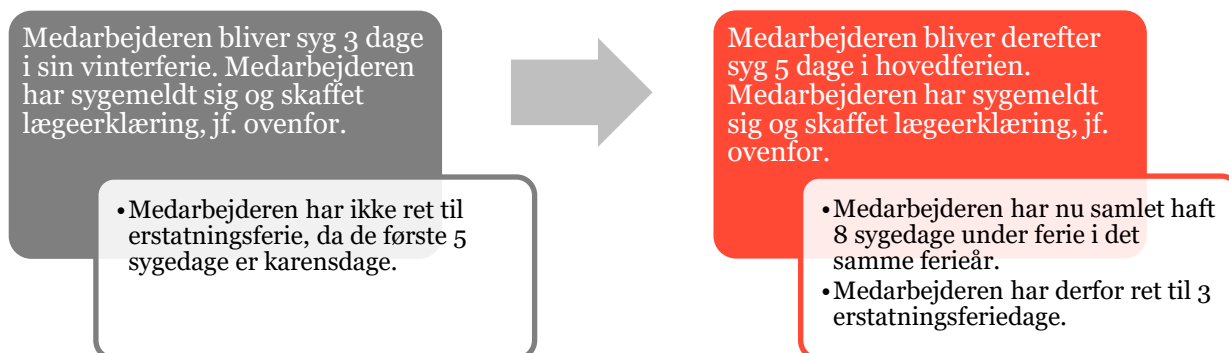 Medarbejderen bliver syg 3 dage
i sin vinterferie. Medarbejderen
har sygemeldt sig og skaffet
lægeerklæring, jf. ovenfor.
•Medarbejderen har ikke ret til
erstatningsferie, da de første 5
sygedage er karensdage.
Medarbejderen bliver derefter
syg 5 dage i hovedferien.
Medarbejderen har sygemeldt
sig og skaffet lægeerklæring, jf.
ovenfor.
•Medarbejderen har nu samlet haft
8 sygedage under ferie i det
samme ferieår.
•Medarbejderen har derfor ret til 3
erstatningsferiedage.